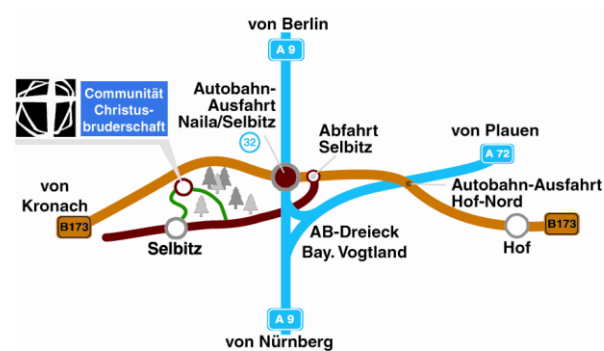 von Berlin
A 9
Communität
Christus-
bruderschaft
Autobahn-
Ausfahrt
Naila/Selbitz
32
Abfahrt
Selbitz
von Plauen
A 72
von
Kronach
B173
Autobahn-Ausfahrt
Hof-Nord
Selbitz
AB-Dreieck
Bay. Vogtland
Hof
B173
A 9
von Nürnberg